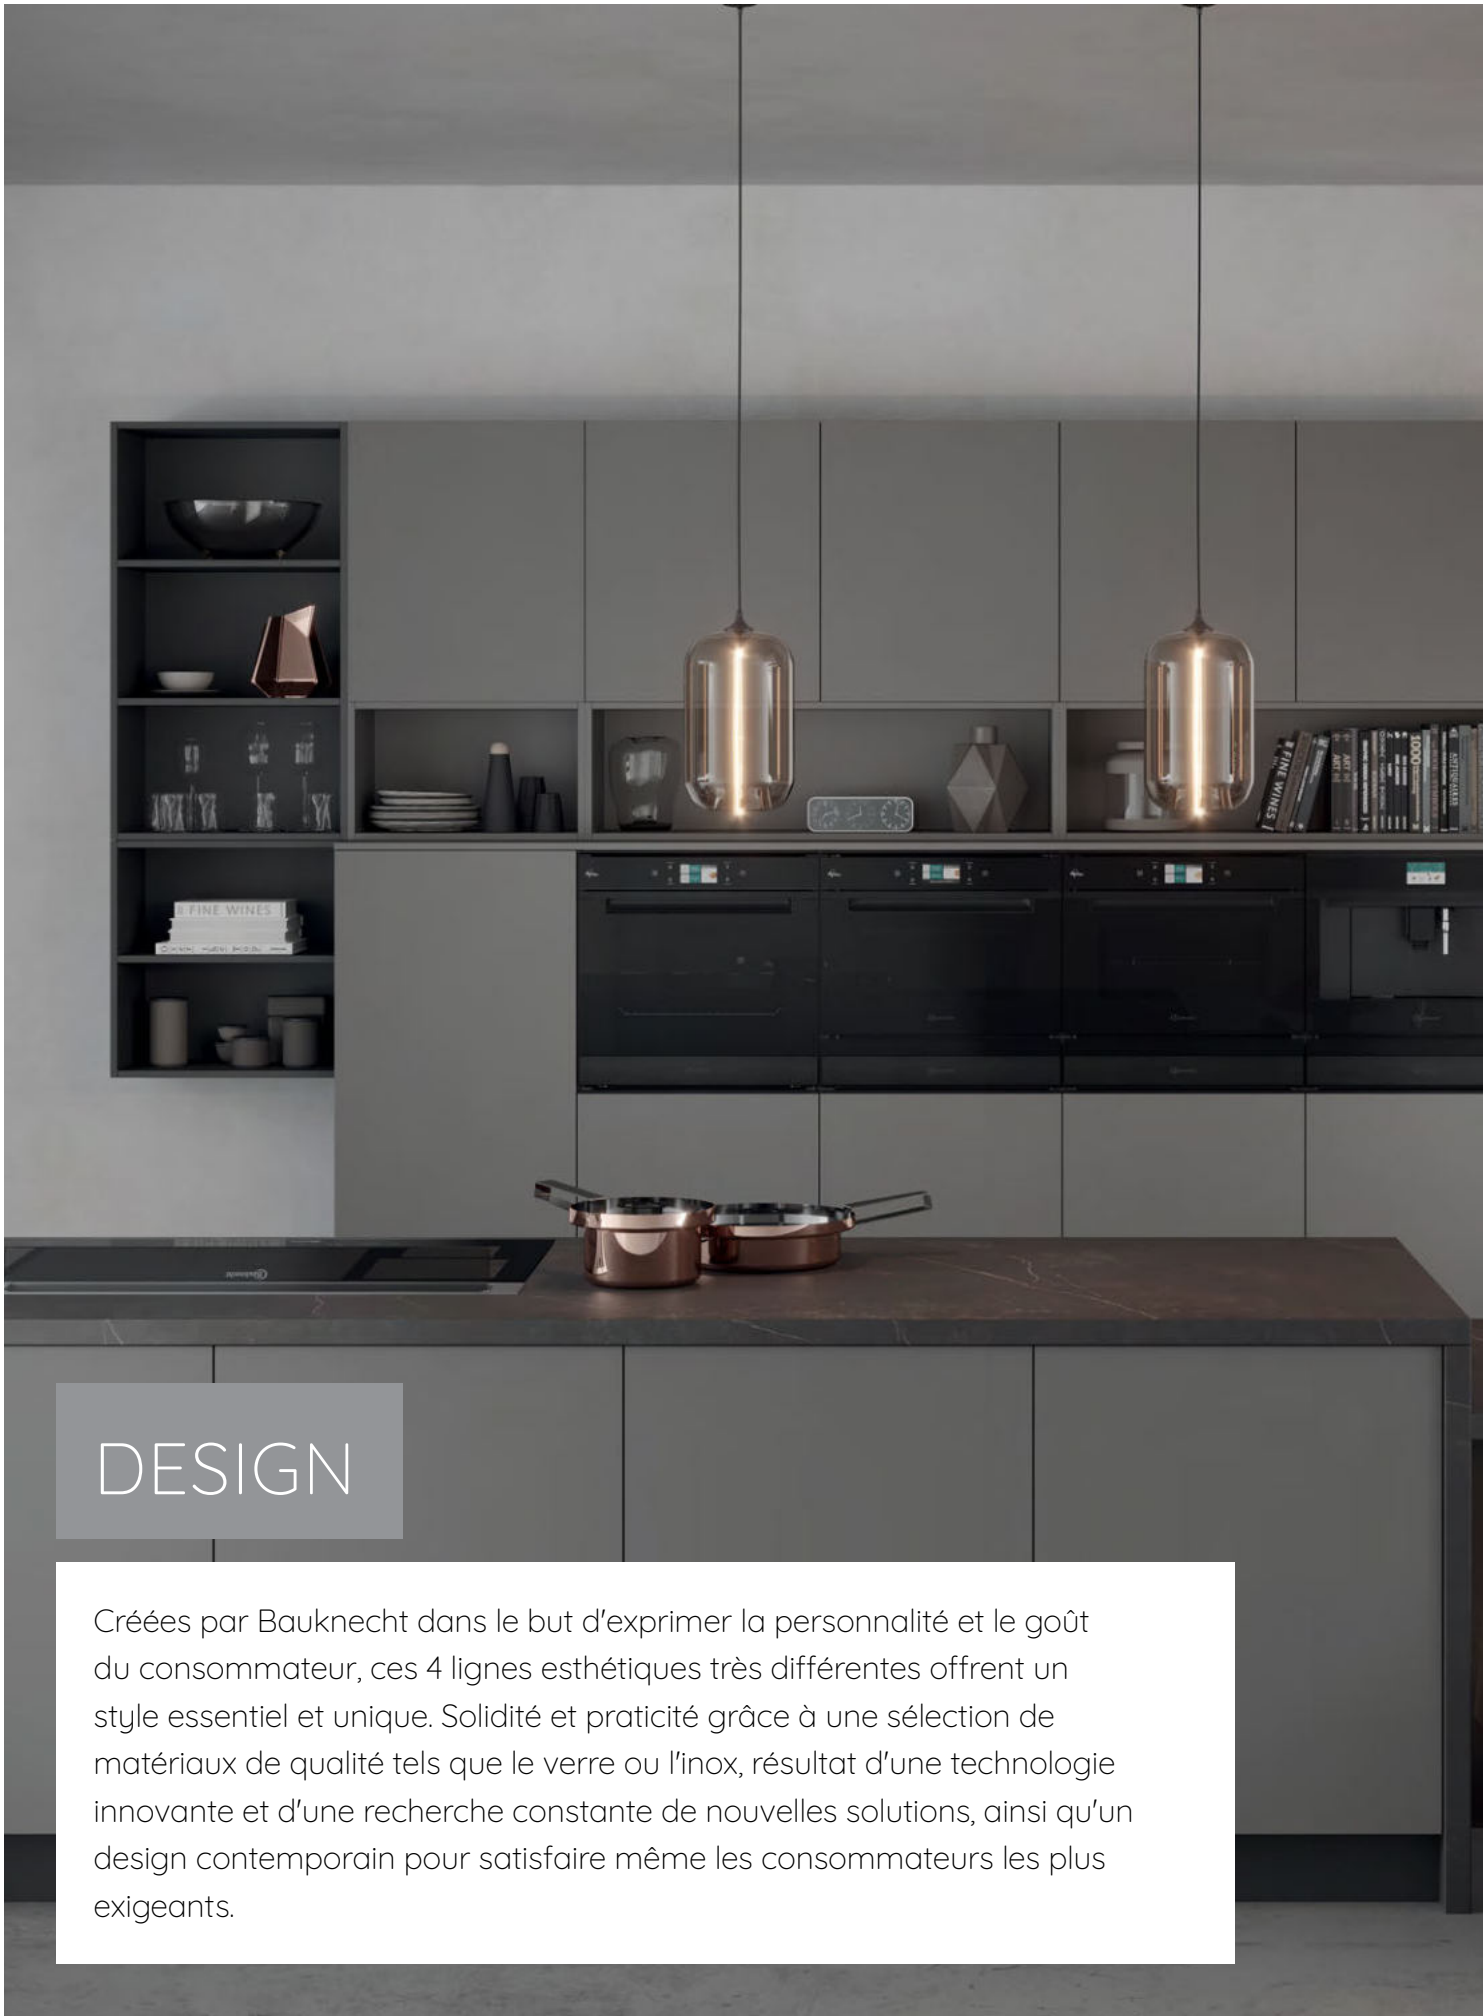 FINE WINES
1000
8 FINE WINES
Bauknecht
DESIGN
Créées par Bauknecht dans le but d'exprimer la personnalité et le goût
du consommateur, ces 4 lignes esthétiques très différentes offrent un
style essentiel et unique. Solidité et praticité grâce à une sélection de
matériaux de qualité tels que le verre ou l'inox, résultat d'une technologie
innovante et d'une recherche constante de nouvelles solutions, ainsi qu'un
design contemporain pour satisfaire même les consommateurs les plus
exigeants.